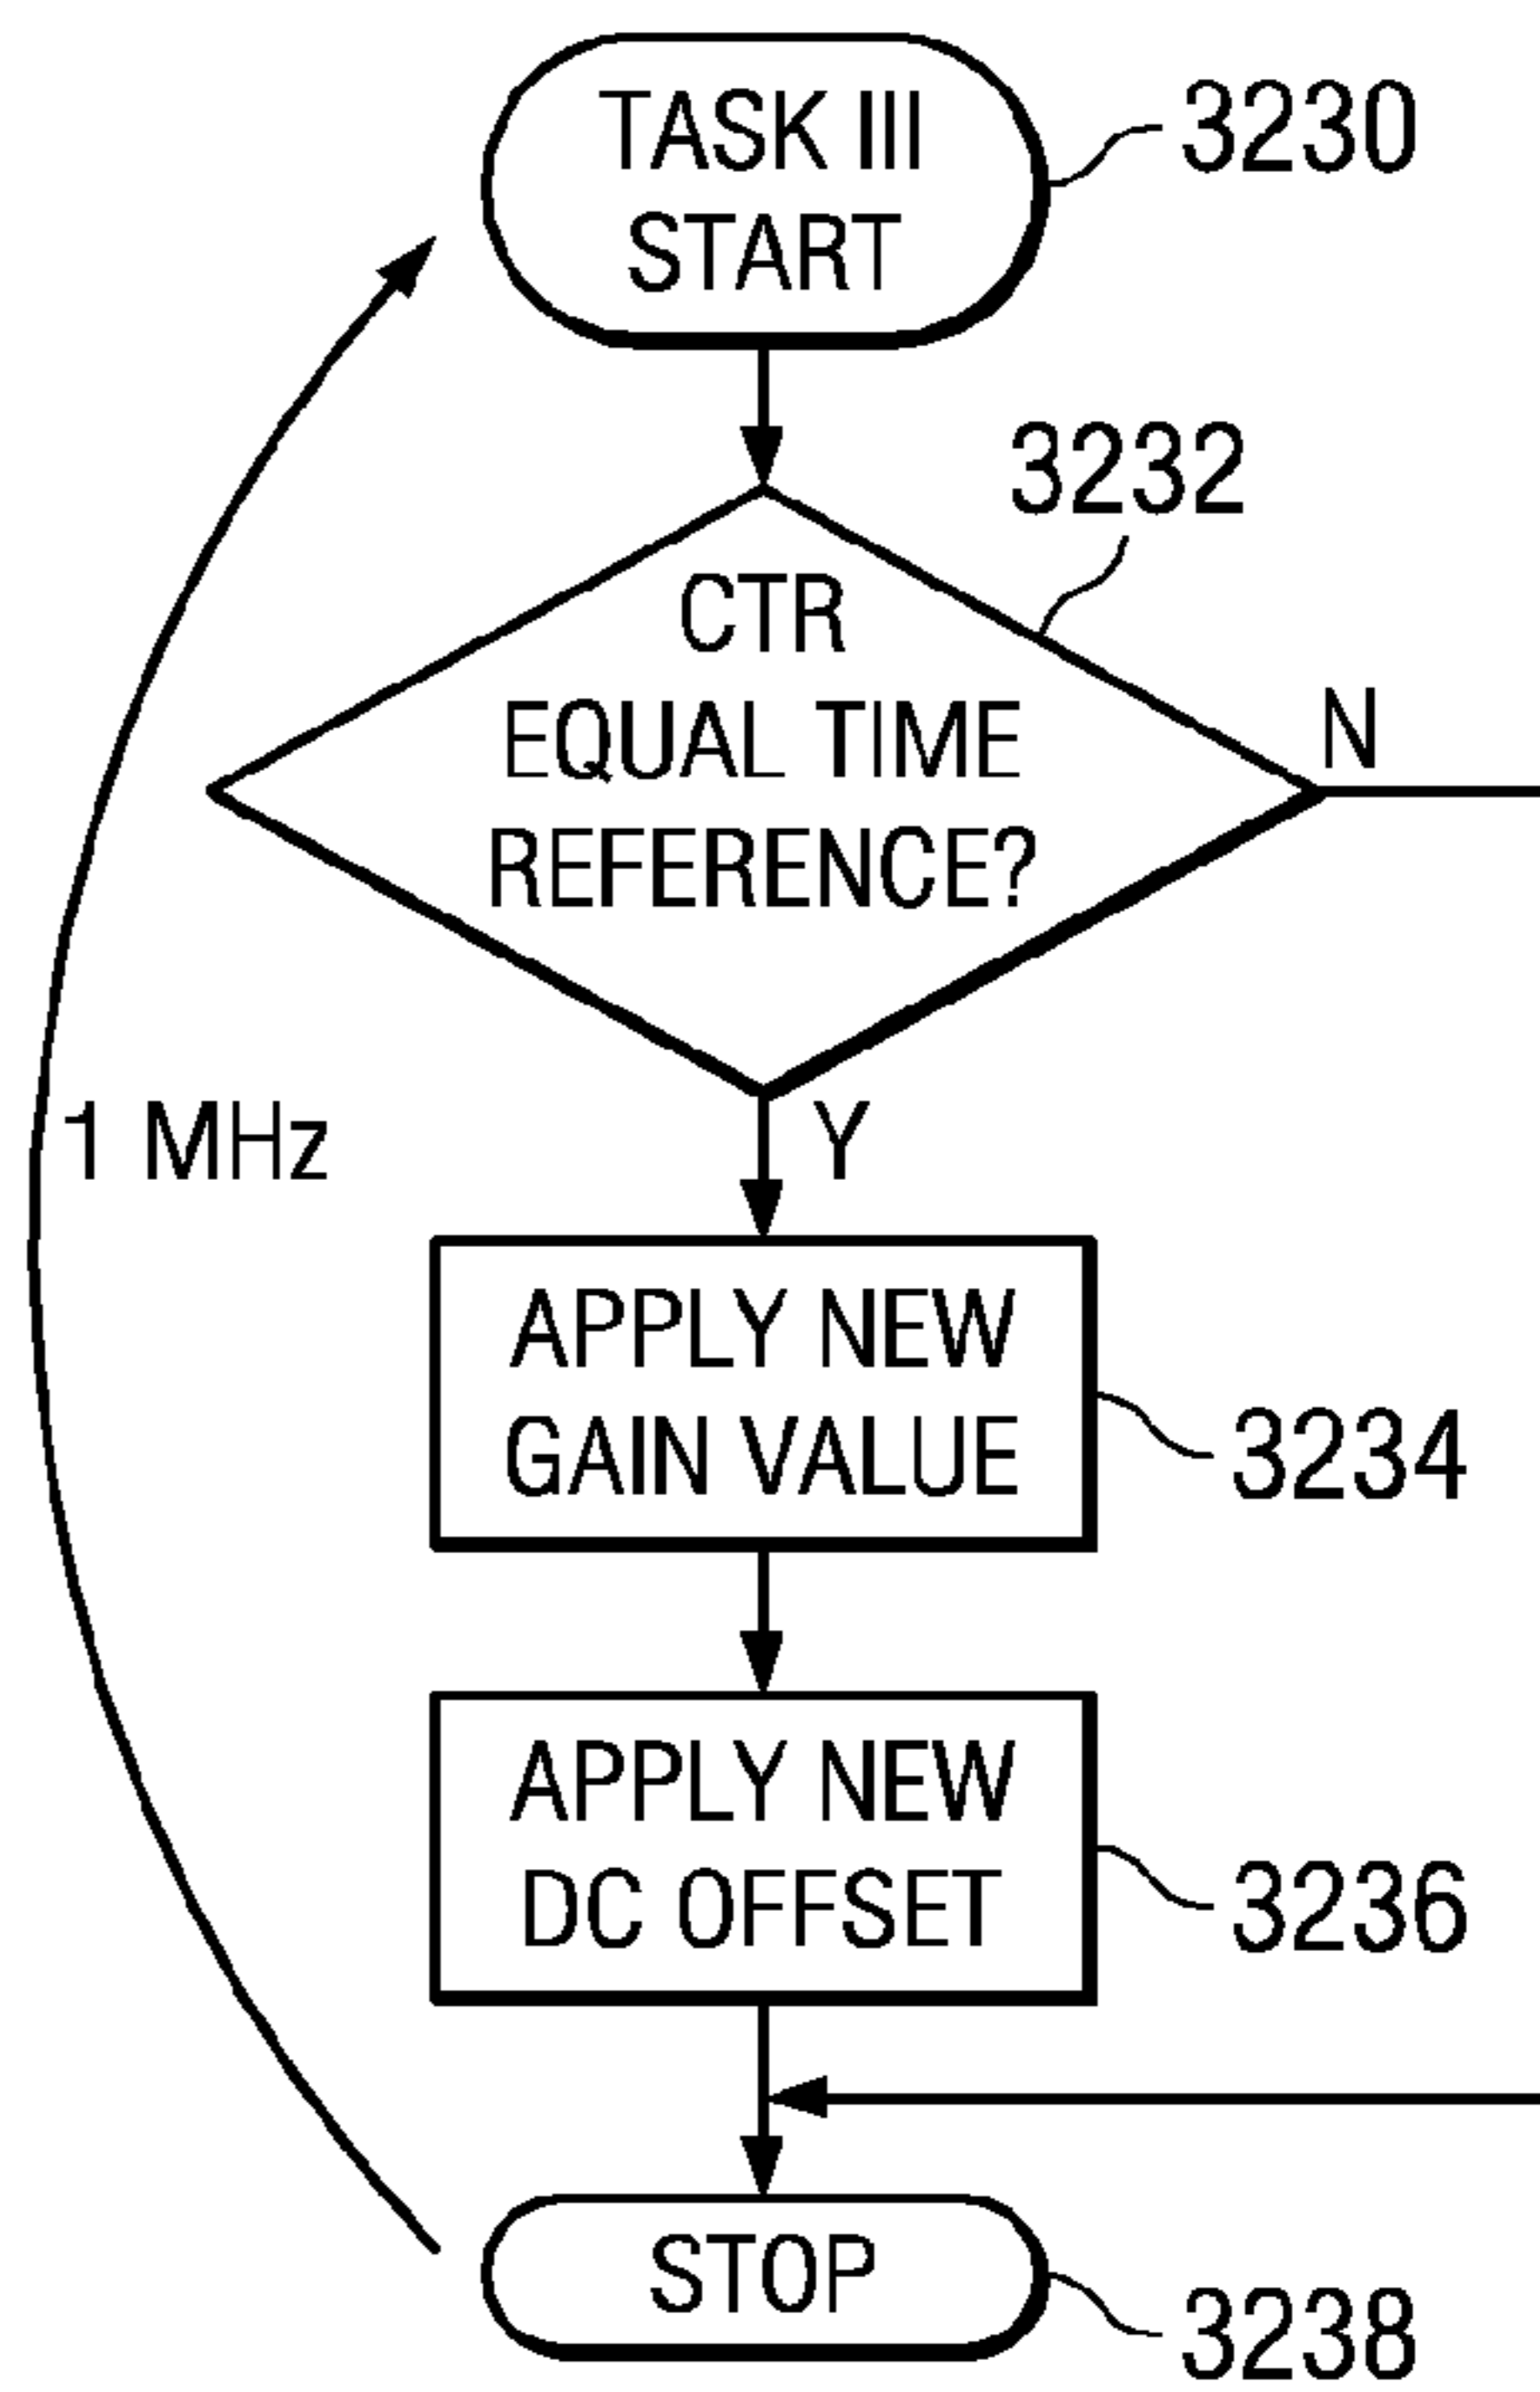 TASK III
START
3230
3232
CTR
EQUAL TIME
REFERENCE?
N
1 MHz
Y
APPLY NEW
GAIN VALUE
3234
APPLY NEW
DC OFFSET
3236
STOP
3238